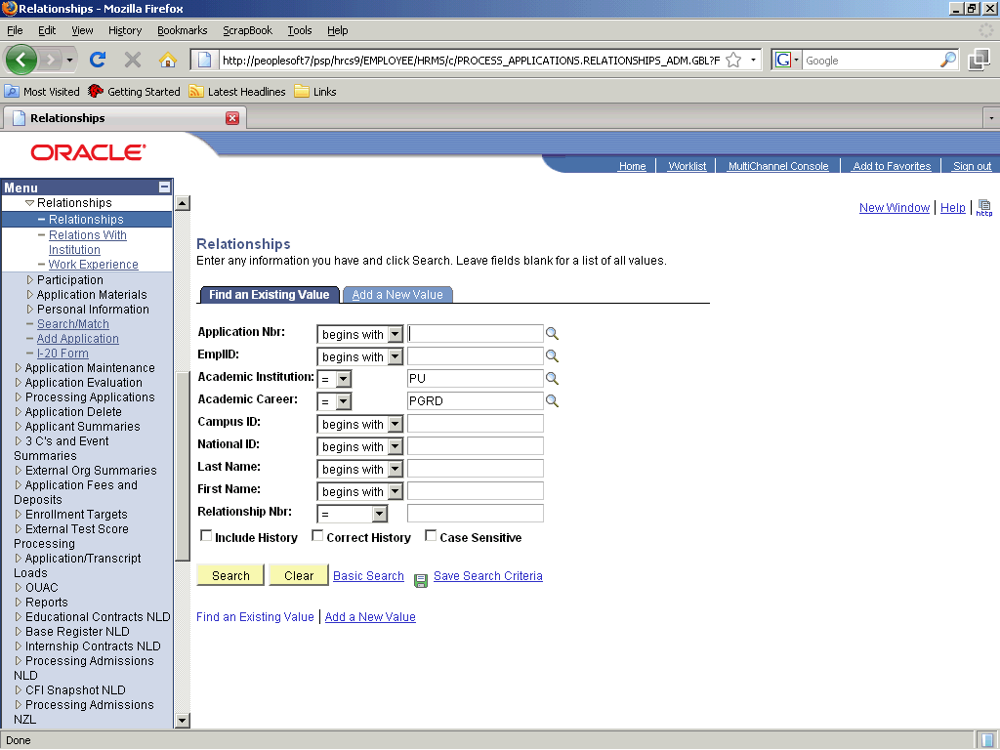 Relationships - Mozilla Firefox
File Edit View History Bookmarks ScrapBook Tools Help
http://peoplesoft7/psp/hrcs9/EMPLOYEE/HRMS/c/PROCESS_APPLICATIONS.RELATIONSHIPS_ADM.GBL?F
G Google
Most Visited Getting Started Latest Headlines Links
Relationships
ORACLE
Home Worklist MultiChannel Console Add to Favorites Sign out
New Window Help http
Menu
Relationships
Relationships
Relations With
Institution
Work Experience
Participation
Application Materials
Personal Information
Search/Match
Add Application
I-20 Form
Application Maintenance
Application Evaluation
Processing Applications
Application Delete
Applicant Summaries
3 C's and Event
Summaries
External Org Summaries
Application Fees and
Deposits
Enrollment Targets
External Test Score
Processing
Application/Transcript
Loads
OUAC
Reports
Educational Contracts NLD
Base Register NLD
Internship Contracts NLD
Processing Admissions
NLD
CFI Snapshot NLD
Processing Admissions
NZL
Relationships
Enter any information you have and click Search. Leave fields blank for a list of all values.
Find an Existing Value Add a New Value
Application Nbr: begins with
EmplID: begins with
Academic Institution: = PU
Academic Career: = PGRD
Campus ID: begins with
National ID: begins with
Last Name: begins with
First Name: begins with
Relationship Nbr: =
Include History Correct History Case Sensitive
Search Clear Basic Search Save Search Criteria
Find an Existing Value Add a New Value
Done